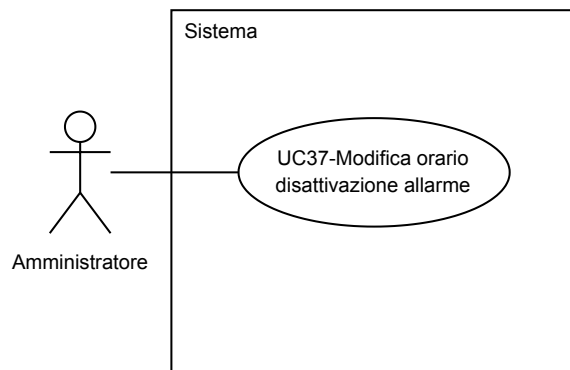 Sistema
UC37-Modifica orario
disattivazione allarme
Amministratore